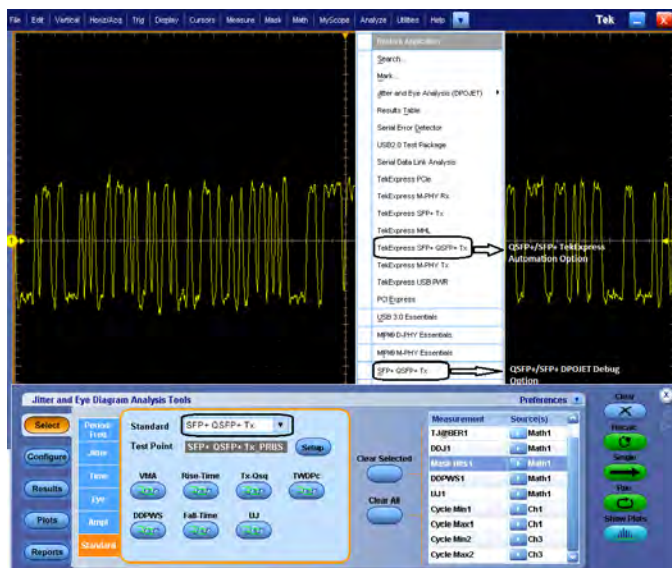 File Edit Vertical Horiz/Acq Trig Display Cursors Measure Mask Math MyScope Analyze Utilities Help Tek
Restore Application
Search...
Mark...
Jitter and Eye Analysis (DPOJET)
Results Table
Serial Error Detector
USB2.0 Test Package
Serial Data Link Analysis
TekExpress PCIe
TekExpress M-PHY Rx
TekExpress SFP+ Tx
TekExpress MHL
TekExpress SFP+ QSFP+ Tx
QSFP+/SFP+ TekExpress
Automation Option
TekExpress M-PHY Tx
TekExpress USB PWR
PCI Express
USB 3.0 Essentials
MIPI® D-PHY Essentials
MIPI® M-PHY Essentials
SFP+ QSFP+ Tx
QSFP+/SFP+ DPOJET Debug
Option
Jitter and Eye Diagram Analysis Tools
Preferences
Select
Configure
Results
Plots
Reports
Period/
Freq
Jitter
Time
Eye
Ampl
Standard
Standard SFP+ QSFP+ Tx
Test Point SFP+ QSFP+ Tx PRBS Setup
VMA Rise-Time Tx-Qsq TWDPc
DDPWS Fall-Time UJ
Clear Selected
Clear All
Measurement Source(s)
TJ@BER1 Math1
DDJ1 Math1
Mask Hits1 Math1
DDPWS1 Math1
UJ1 Math1
Cycle Min1 Ch1
Cycle Max1 Ch1
Cycle Min2 Ch3
Cycle Max2 Ch3
Clear
Recalc
Single
Run
Show Plots